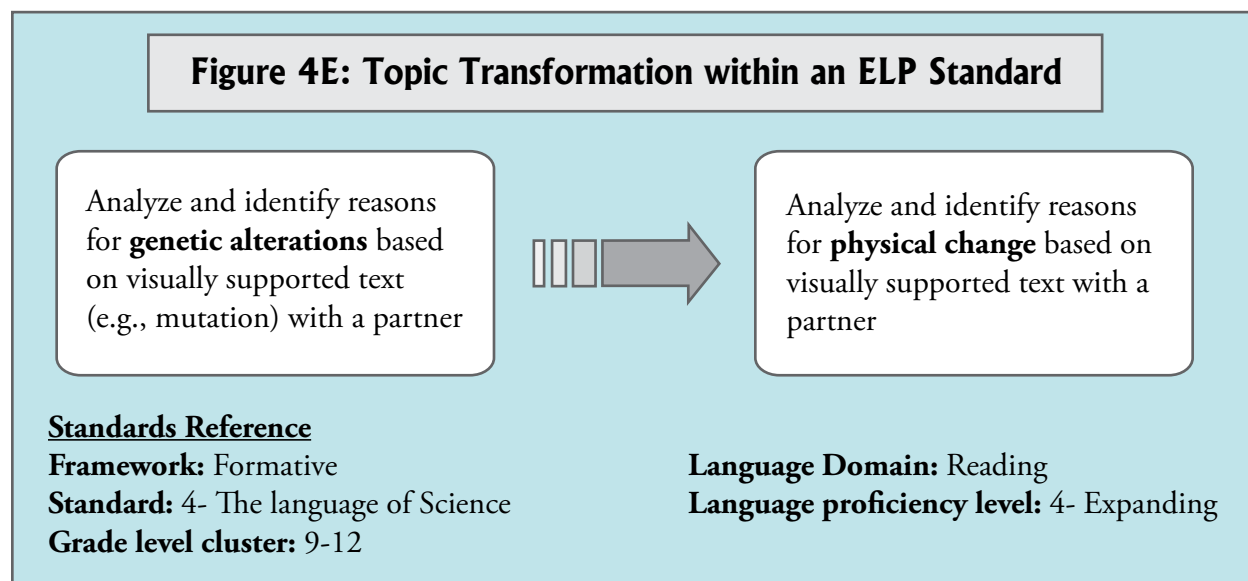 Figure 4E: Topic Transformation within an ELP Standard
Analyze and identify reasons
for genetic alterations based
on visually supported text
(e.g., mutation) with a partner
Analyze and identify reasons
for physical change based on
visually supported text with a
partner
Standards Reference
Framework: Formative
Standard: 4- The language of Science
Grade level cluster: 9-12
Language Domain: Reading
Language proficiency level: 4- Expanding